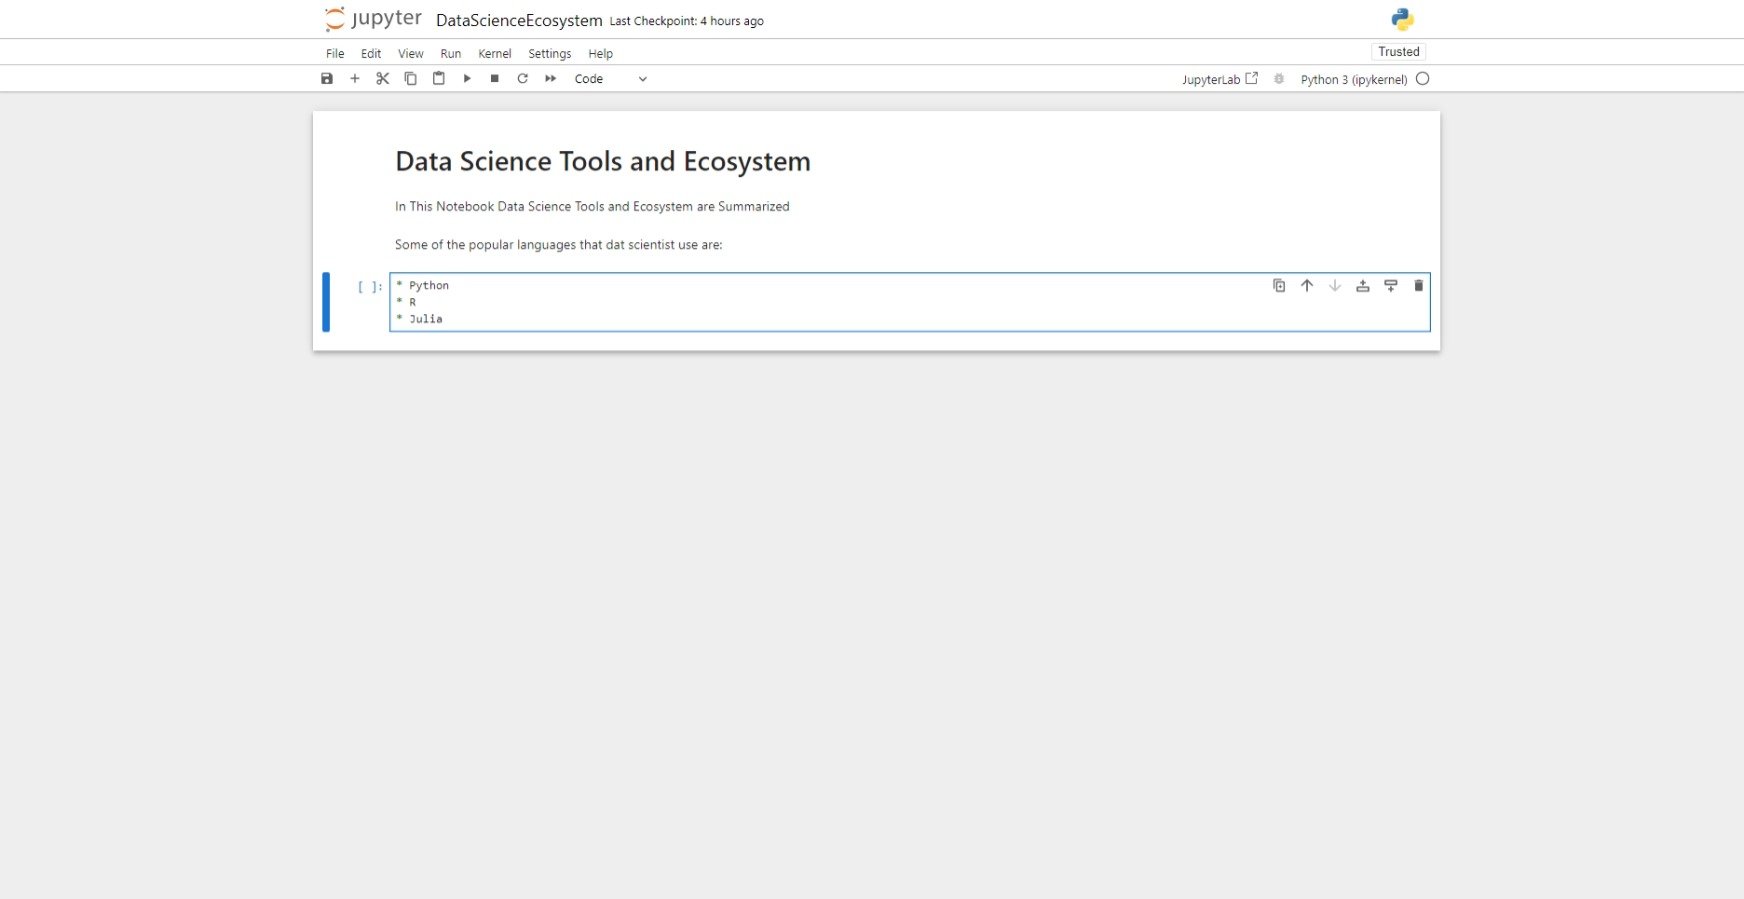 jupyter DataScienceEcosystem Last Checkpoint: 4 hours ago
File Edit View Run Kernel Settings Help Trusted
Code JupyterLab Python 3 (ipykernel)
Data Science Tools and Ecosystem
In This Notebook Data Science Tools and Ecosystem are Summarized
Some of the popular languages that dat scientist use are:
[ ]: * Python
* R
* Julia